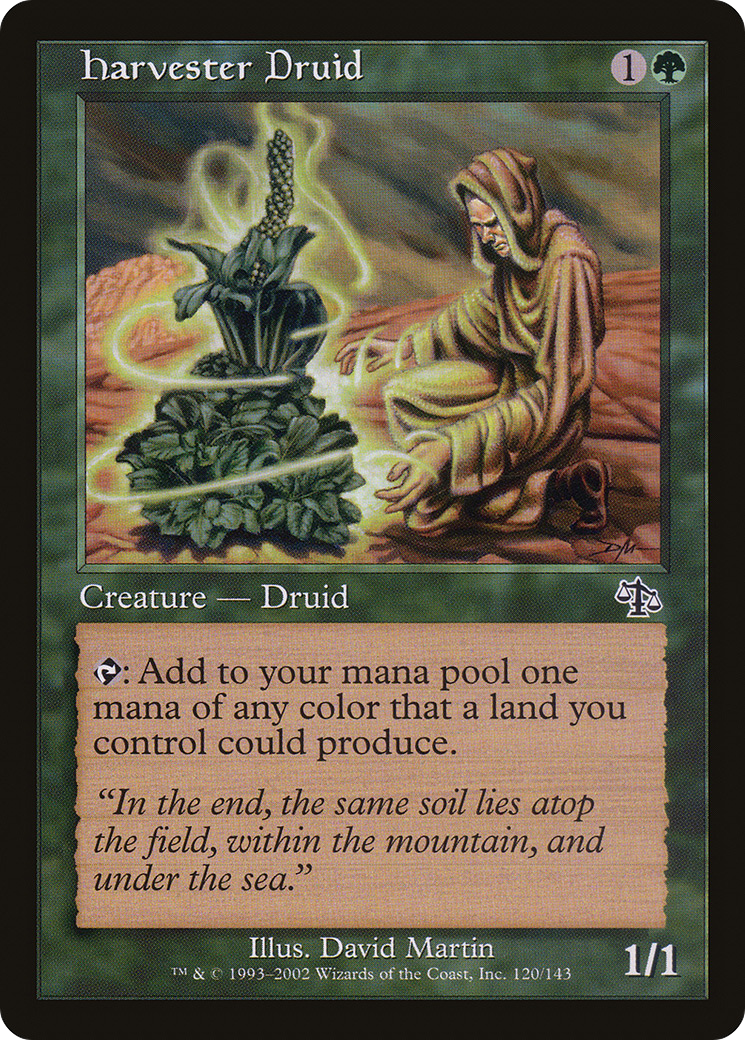 Harvester Druid
1
DM
Creature — Druid
: Add to your mana pool one
mana of any color that a land you
control could produce.
“In the end, the same soil lies atop
the field, within the mountain, and
under the sea.”
Illus. David Martin
™ & © 1993–2002 Wizards of the Coast, Inc. 120/143
1/1